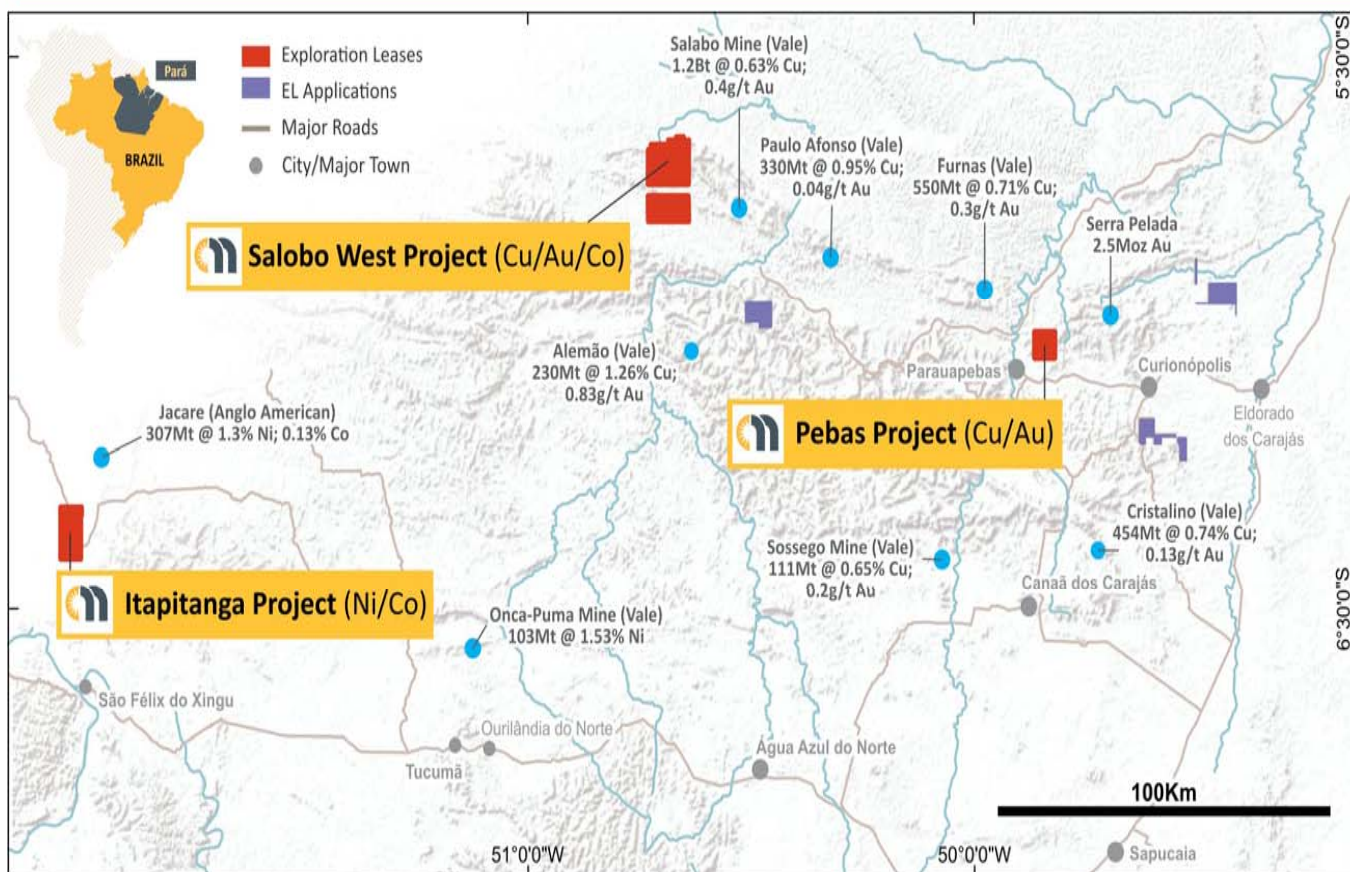 Pará
BRAZIL
Exploration Leases
EL Applications
Major Roads
City/Major Town
Salabo Mine (Vale)
1.2Bt @ 0.63% Cu;
0.4g/t Au
Paulo Afonso (Vale)
330Mt @ 0.95% Cu;
0.04g/t Au
Furnas (Vale)
550Mt @ 0.71% Cu;
0.3g/t Au
Serra Pelada
2.5Moz Au
5°30'0"S
Salobo West Project (Cu/Au/Co)
Alemão (Vale)
230Mt @ 1.26% Cu;
0.83g/t Au
Parauapebas
Curionópolis
Eldorado
dos Carajás
Jacare (Anglo American)
307Mt @ 1.3% Ni; 0.13% Co
Pebas Project (Cu/Au)
Cristalino (Vale)
454Mt @ 0.74% Cu;
0.13g/t Au
Sossego Mine (Vale)
111Mt @ 0.65% Cu;
0.2g/t Au
Canaã dos Carajás
Itapitanga Project (Ni/Co)
Onca-Puma Mine (Vale)
103Mt @ 1.53% Ni
6°30'0"S
São Félix do Xingu
Ourilândia do Norte
Tucumã
Água Azul do Norte
100Km
51°0'0"W
50°0'0"W
Sapucaia